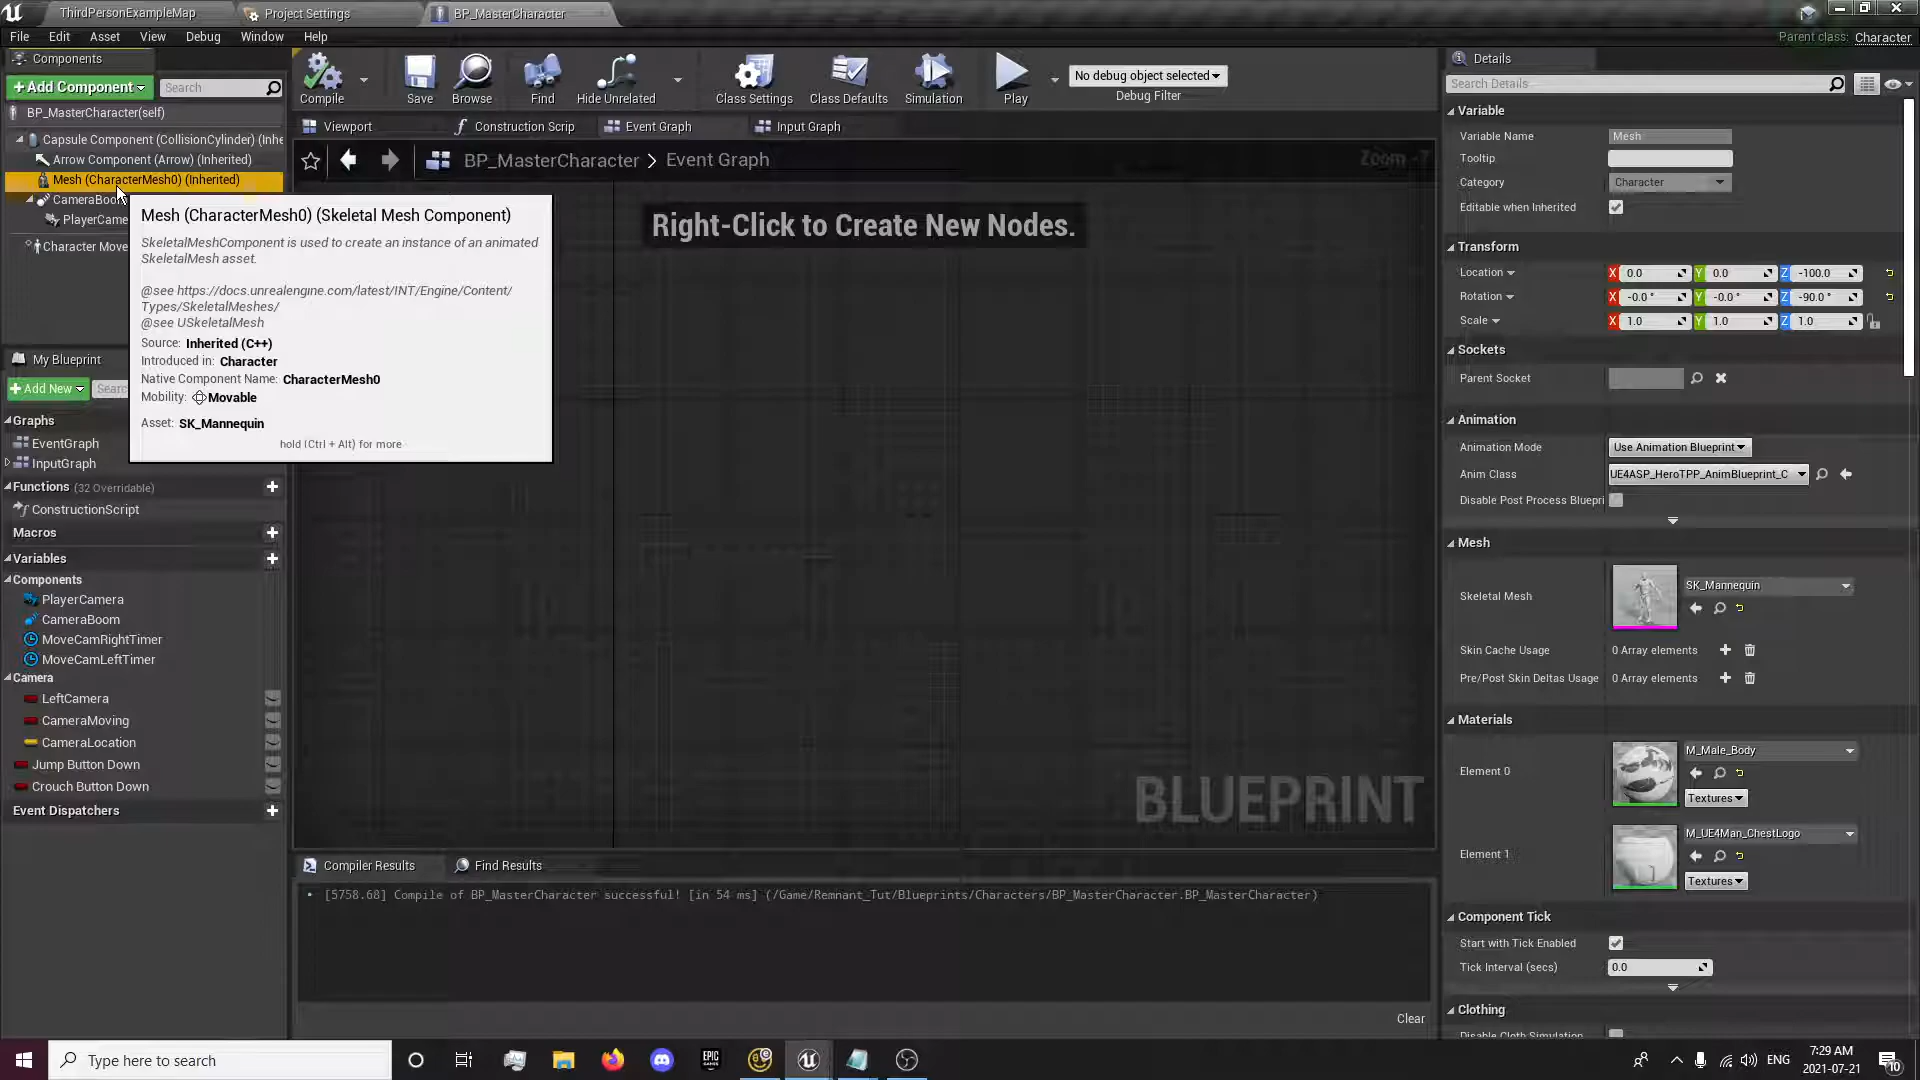 ThirdPersonExampleMap
Project Settings
BP_MasterCharacter
File
Edit
Asset
View
Debug
Window
Help
Parent class: Character
Components
+Add Component
Search
BP_MasterCharacter(self)
Capsule Component (CollisionCylinder) (Inhe
Arrow Component (Arrow) (Inherited)
Mesh (CharacterMesh0) (Inherited)
CameraBoom
PlayerCame
Character Move
Compile
Save
Browse
Find
Hide Unrelated
Class Settings
Class Defaults
Simulation
Play
No debug object selected
Debug Filter
Viewport
Construction Scrip
Event Graph
Input Graph
BP_MasterCharacter > Event Graph
Zoom -7
Right-Click to Create New Nodes.
Mesh (CharacterMesh0) (Skeletal Mesh Component)
SkeletalMeshComponent is used to create an instance of an animated
SkeletalMesh asset.
@see https://docs.unrealengine.com/latest/INT/Engine/Content/
Types/SkeletalMeshes/
@see USkeletalMesh
Source: Inherited (C++)
Introduced in: Character
Native Component Name: CharacterMesh0
Mobility: Movable
Asset: SK_Mannequin
hold (Ctrl + Alt) for more
My Blueprint
+Add New
Searc
Graphs
EventGraph
InputGraph
Functions (32 Overridable)
ConstructionScript
Macros
Variables
Components
PlayerCamera
CameraBoom
MoveCamRightTimer
MoveCamLeftTimer
Camera
LeftCamera
CameraMoving
CameraLocation
Jump Button Down
Crouch Button Down
Event Dispatchers
BLUEPRINT
Compiler Results
Find Results
[5758.68] Compile of BP_MasterCharacter successful! [in 54 ms] (/Game/Remnant_Tut/Blueprints/Characters/BP_MasterCharacter.BP_MasterCharacter)
Clear
Details
Search Details
Variable
Variable Name
Mesh
Tooltip
Category
Character
Editable when Inherited
Transform
Location X 0.0 Y 0.0 Z -100.0
Rotation X -0.0 ° Y -0.0 ° Z -90.0 °
Scale X 1.0 Y 1.0 Z 1.0
Sockets
Parent Socket
Animation
Animation Mode
Use Animation Blueprint
Anim Class
UE4ASP_HeroTPP_AnimBlueprint_C
Disable Post Process Bluepri
Mesh
Skeletal Mesh
SK_Mannequin
Skin Cache Usage
0 Array elements
Pre/Post Skin Deltas Usage
0 Array elements
Materials
Element 0
M_Male_Body
Textures
Element 1
M_UE4Man_ChestLogo
Textures
Component Tick
Start with Tick Enabled
Tick Interval (secs)
0.0
Clothing
Disable Cloth Simulation
Type here to search
EPIC
GAMES
ENG
7:29 AM
2021-07-21
10